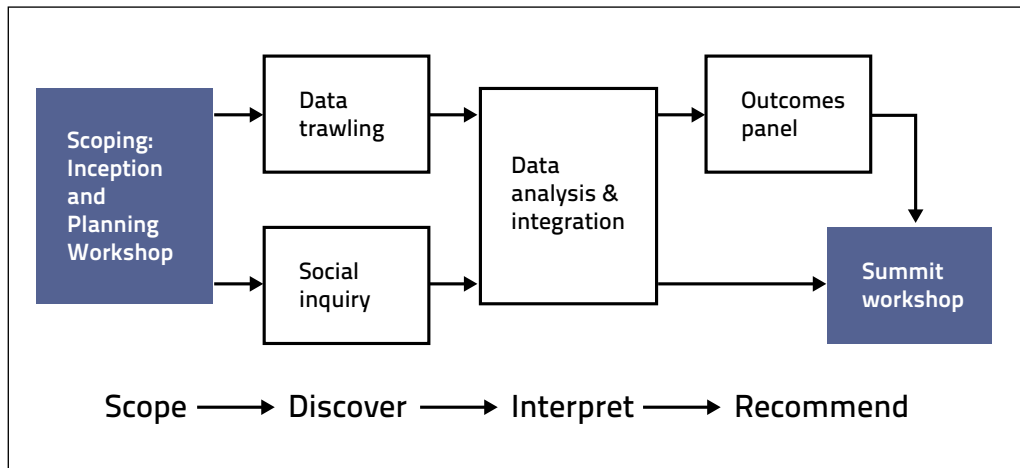 Scoping:
Inception
and
Planning
Workshop
Data
trawling
Social
inquiry
Data
analysis &
integration
Outcomes
panel
Summit
workshop
Scope
Discover
Interpret
Recommend